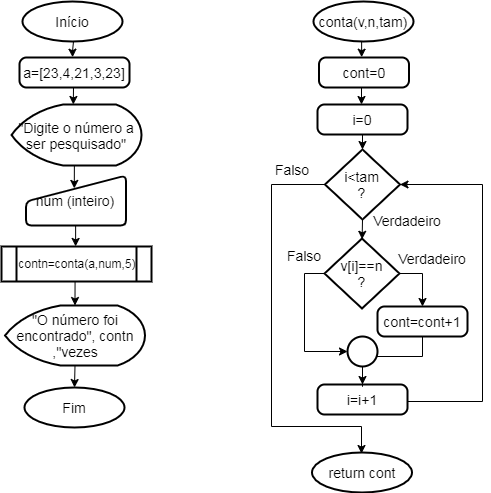 Início
a=[23,4,21,3,23]
"Digite o número a
ser pesquisado"
num (inteiro)
contn=conta(a,num,5)
"O número foi
encontrado", contn
,"vezes
Fim
conta(v,n,tam)
cont=0
i=0
i<tam
?
Falso
Verdadeiro
v[i]==n
?
Falso
Verdadeiro
cont=cont+1
i=i+1
return cont